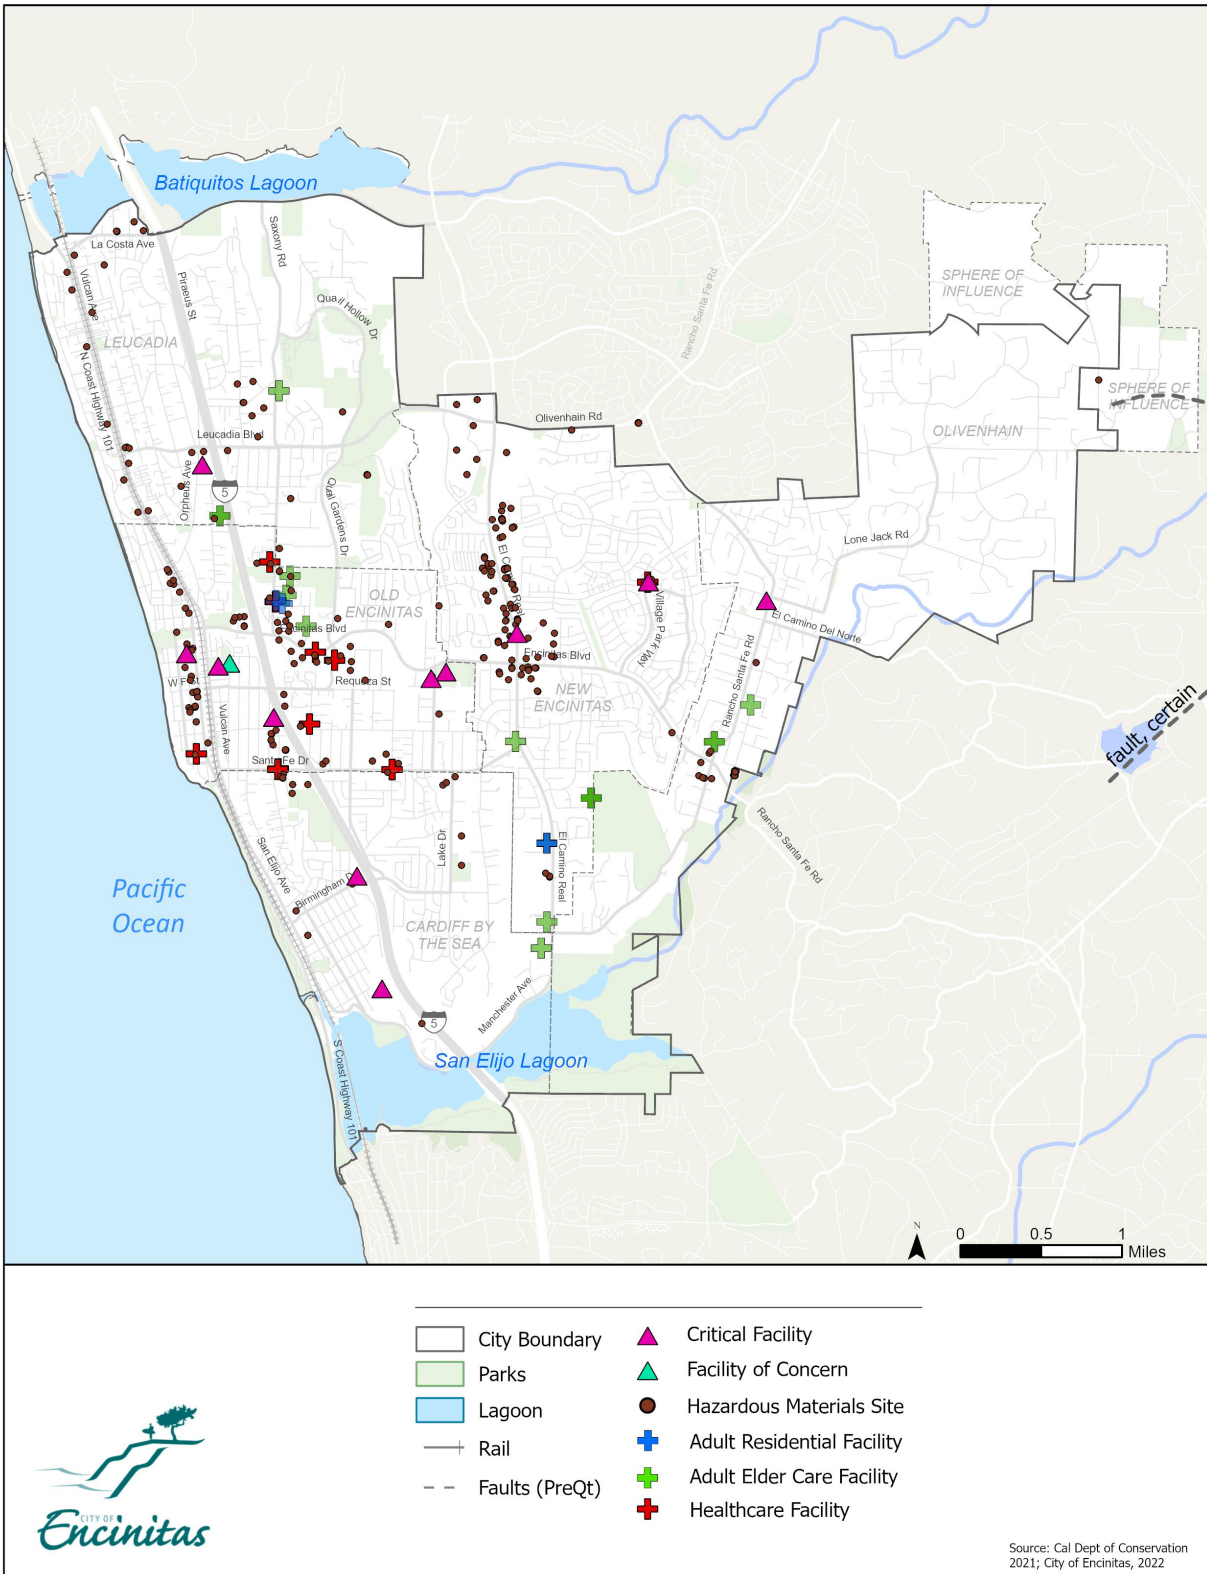 Batiquitos Lagoon
La Costa Ave
Saxony Rd
Piraeus St
Vulcan Ave
Quail Hollow Dr
Rancho Santa Fe Rd
SPHERE OF
INFLUENCE
LEUCADIA
N Coast Highway 101
SPHERE OF
INFLUENCE
Olivenhain Rd
OLIVENHAIN
Leucadia Blvd
Orpheus Ave
5
Quail Gardens Dr
Lone Jack Rd
El Camino Real
OLD
ENCINITAS
Village Park Way
El Camino Del Norte
Encinitas Blvd
Encinitas Blvd
Rancho Santa Fe Rd
W F St
Requeza St
NEW
ENCINITAS
Vulcan Ave
fault, certain
Santa Fe Dr
San Elijo Ave
Lake Dr
El Camino Real
Rancho Santa Fe Rd
Birmingham Dr
Pacific
Ocean
CARDIFF BY
THE SEA
Manchester Ave
5
San Elijo Lagoon
S Coast Highway 101
N
0 0.5 1
Miles
City Boundary
Parks
Lagoon
Rail
Faults (PreQt)
Critical Facility
Facility of Concern
Hazardous Materials Site
Adult Residential Facility
Adult Elder Care Facility
Healthcare Facility
CITY OF
Encinitas
Source: Cal Dept of Conservation
2021; City of Encinitas, 2022